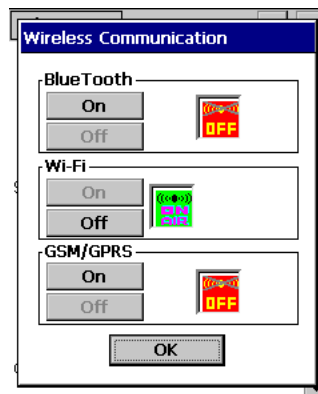 Wireless Communication
BlueTooth
On
OFF
Off
Wi-Fi
On
ON
AIR
Off
GSM/GPRS
On
OFF
Off
OK